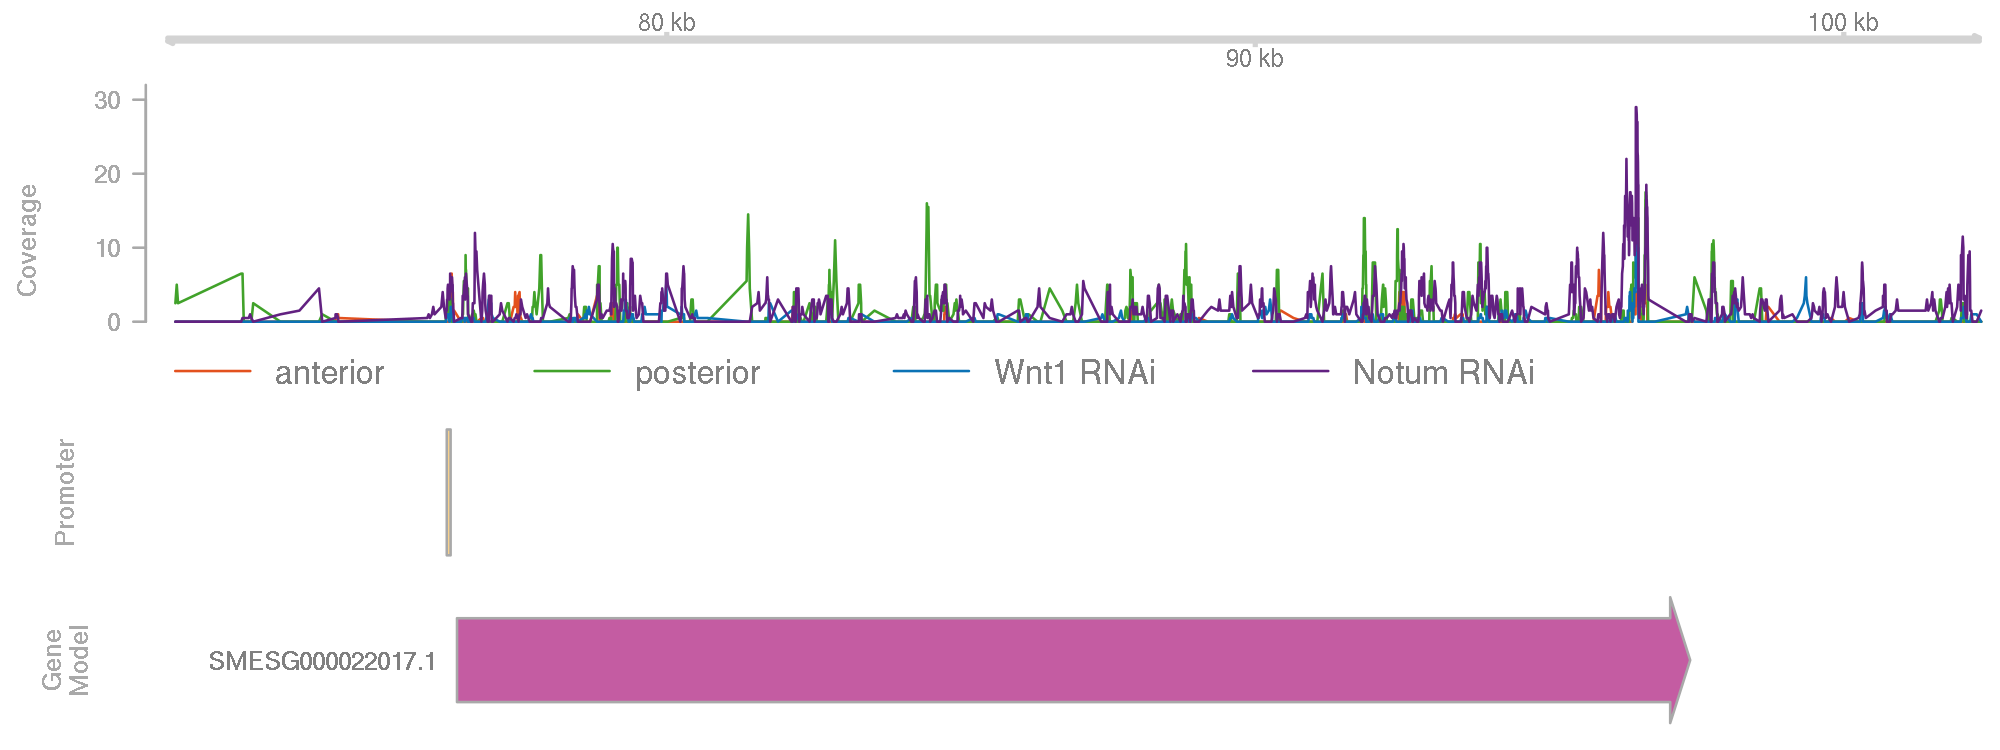 80 kb
100 kb
90 kb
Coverage
30
20
10
0
anterior
posterior
Wnt1 RNAi
Notum RNAi
Promoter
Gene
Model
SMESG000022017.1